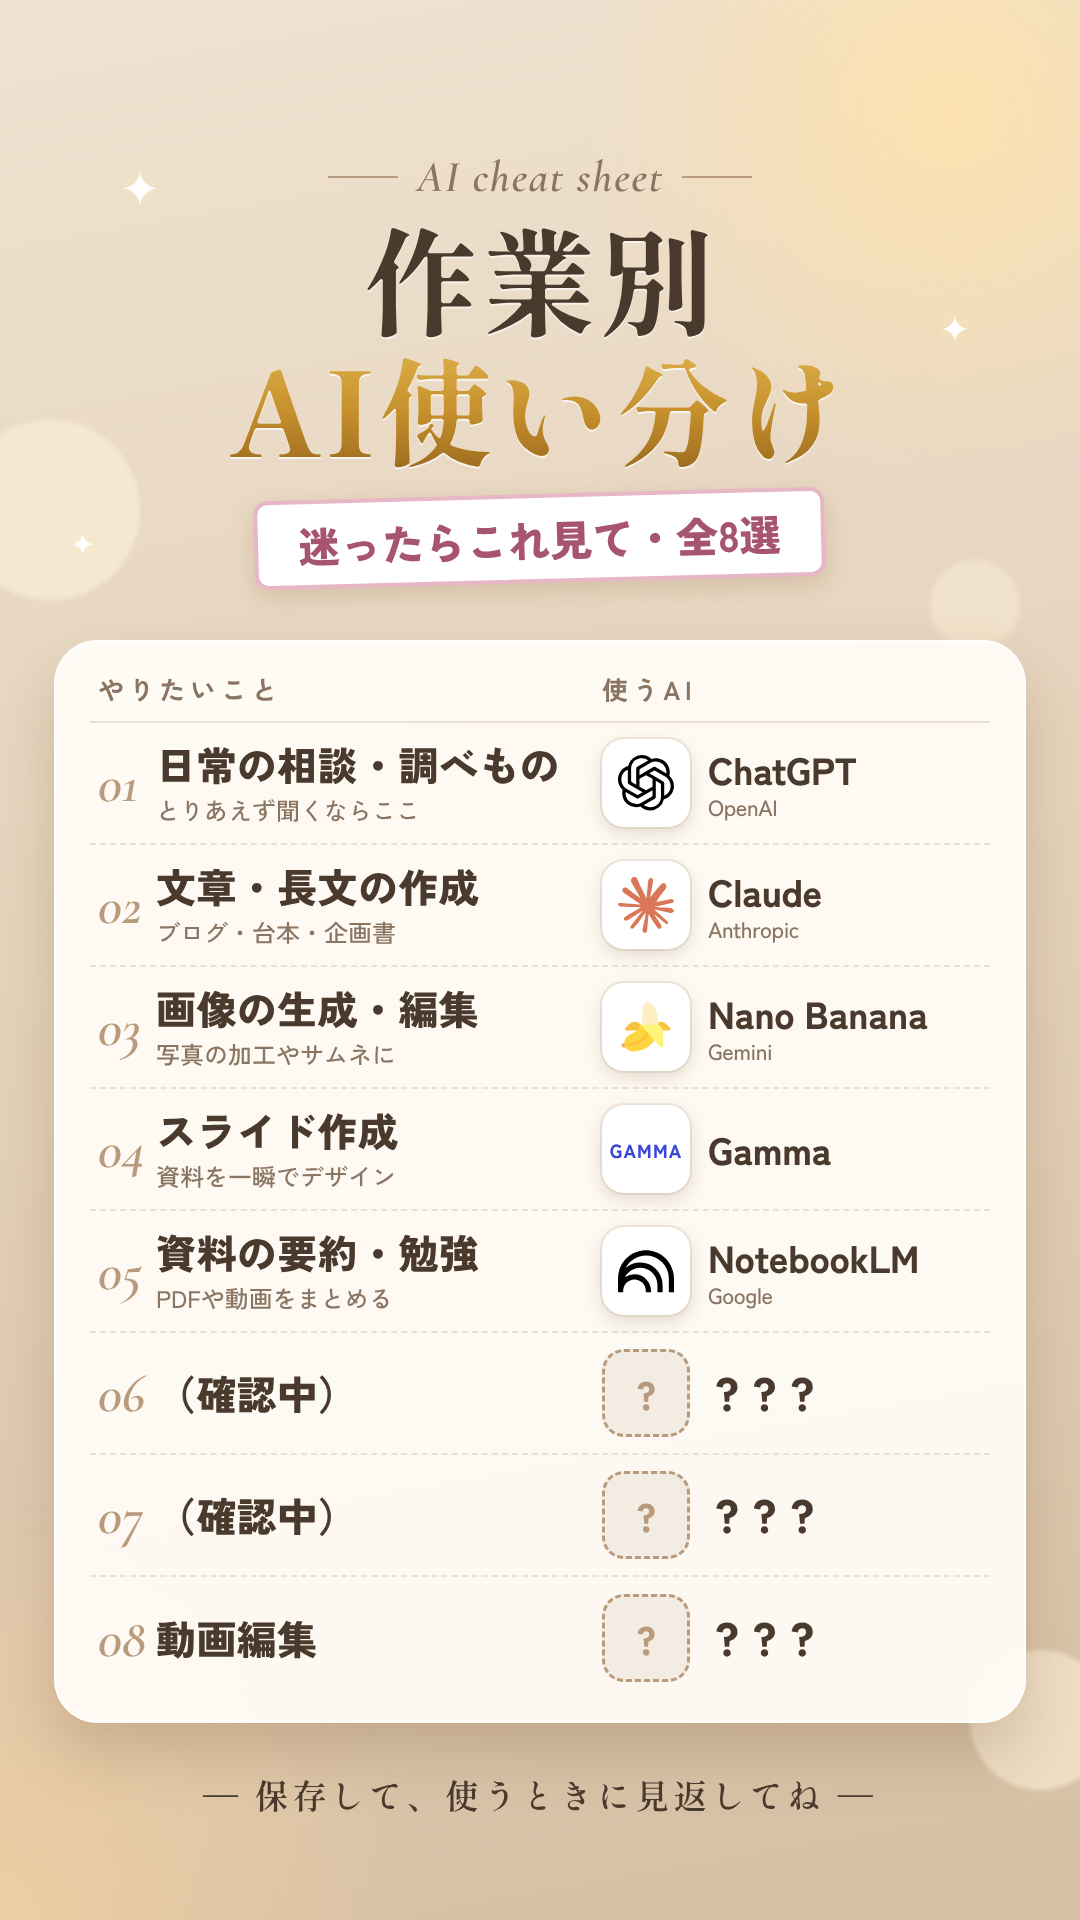 AI cheat sheet
作業別
AI使い分け
迷ったらこれ見て・全8選
やりたいこと 使うAI
01 日常の相談・調べもの ChatGPT
とりあえず聞くならここ OpenAI
02 文章・長文の作成 Claude
ブログ・台本・企画書 Anthropic
03 画像の生成・編集 Nano Banana
写真の加工やサムネに Gemini
04 スライド作成 GAMMA Gamma
資料を一瞬でデザイン
05 資料の要約・勉強 NotebookLM
PDFや動画をまとめる Google
06 （確認中） ? ？？？
07 （確認中） ? ？？？
08 動画編集 ? ？？？
— 保存して、使うときに見返してね —